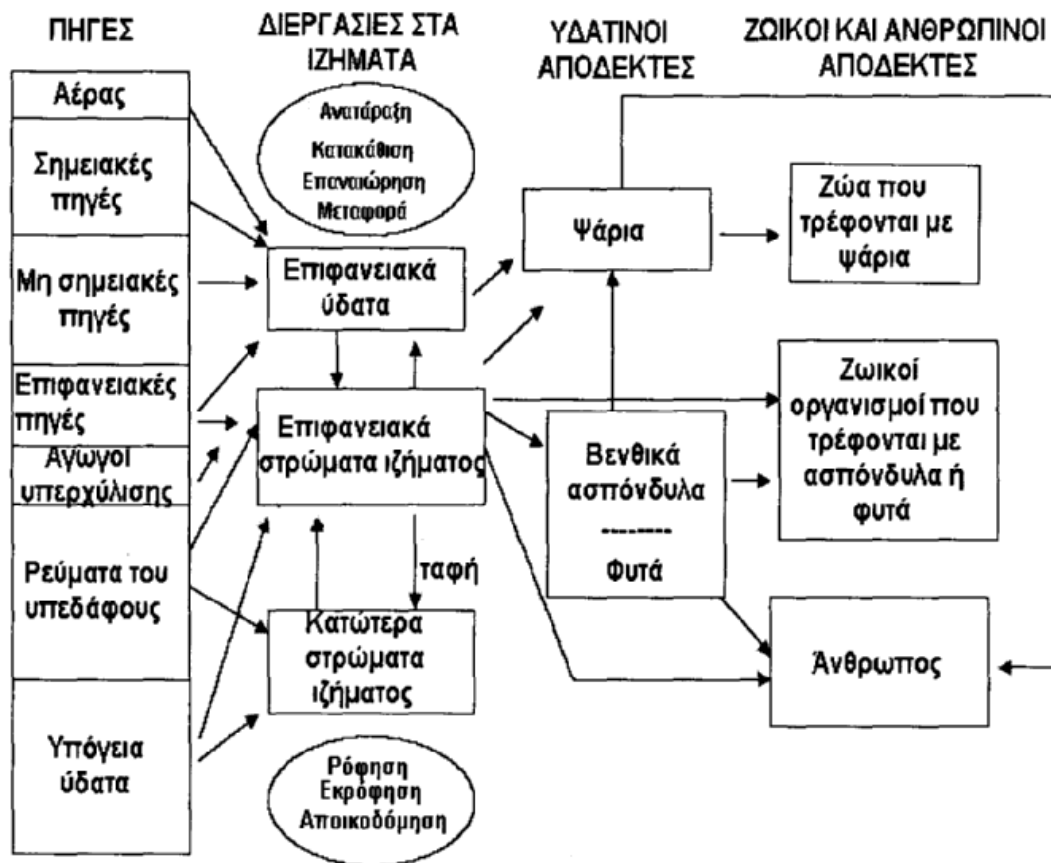 ΠΗΓΕΣ
Αέρας
Σημειακές
πηγές
Μη σημειακές
πηγές
Επιφανειακές
πηγές
Αγωγοί
υπερχύλισης
Ρεύματα του
υπεδάφους
Υπόγεια
ύδατα
ΔΙΕΡΓΑΣΙΕΣ ΣΤΑ
ΙΖΗΜΑΤΑ
Ανατάραξη
Κατακάθιση
Επαναιώρηση
Μεταφορά
Επιφανειακά
ύδατα
Επιφανειακά
στρώματα ιζήματος
ταφή
Κατώτερα
στρώματα
ιζήματος
Ρόφηση
Εκρόφηση
Αποικοδόμηση
ΥΔΑΤΙΝΟΙ
ΑΠΟΔΕΚΤΕΣ
Ψάρια
Βενθικά
ασπόνδυλα
--------
Φυτά
ΖΩΙΚΟΙ ΚΑΙ ΑΝΘΡΩΠΙΝΟΙ
ΑΠΟΔΕΚΤΕΣ
Ζώα που
τρέφονται με
ψάρια
Ζωικοί
οργανισμοί που
τρέφονται με
ασπόνδυλα ή
φυτά
Άνθρωπος